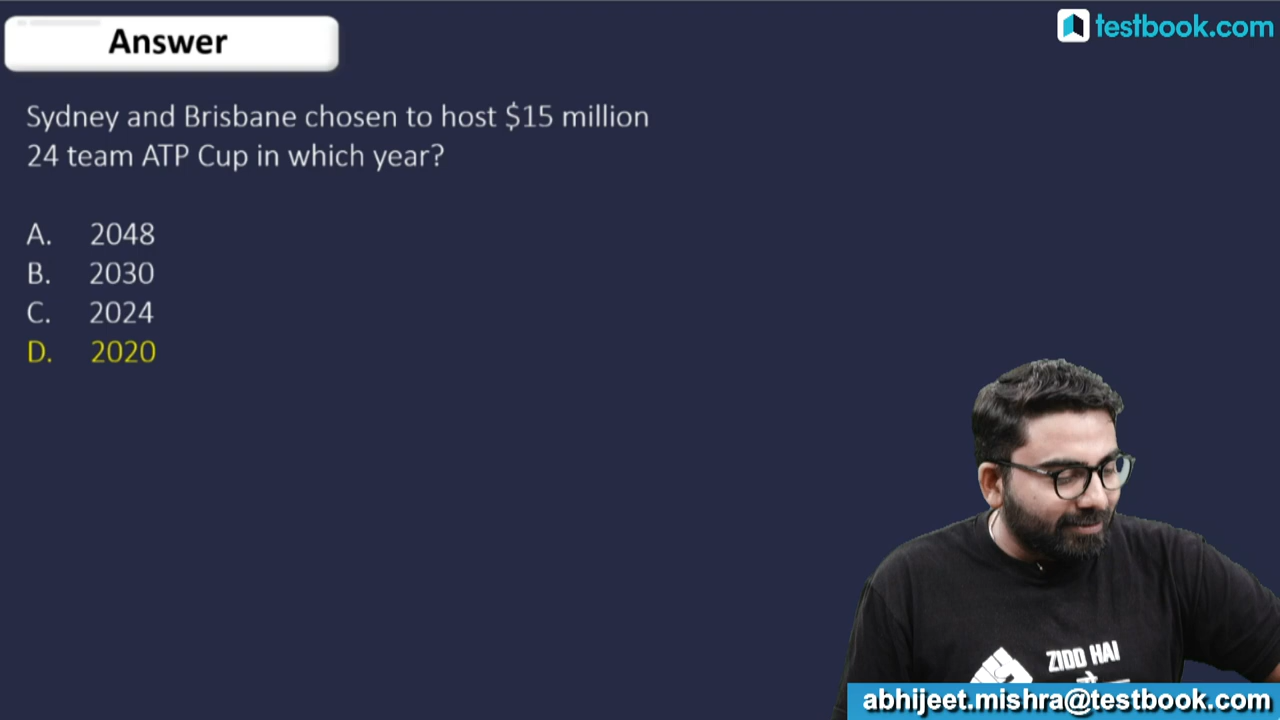 Answer
testbook.com
Sydney and Brisbane chosen to host $15 million
24 team ATP Cup in which year?
A. 2048
B. 2030
C. 2024
D. 2020
ZIDD HAI
abhijeet.mishra@testbook.com